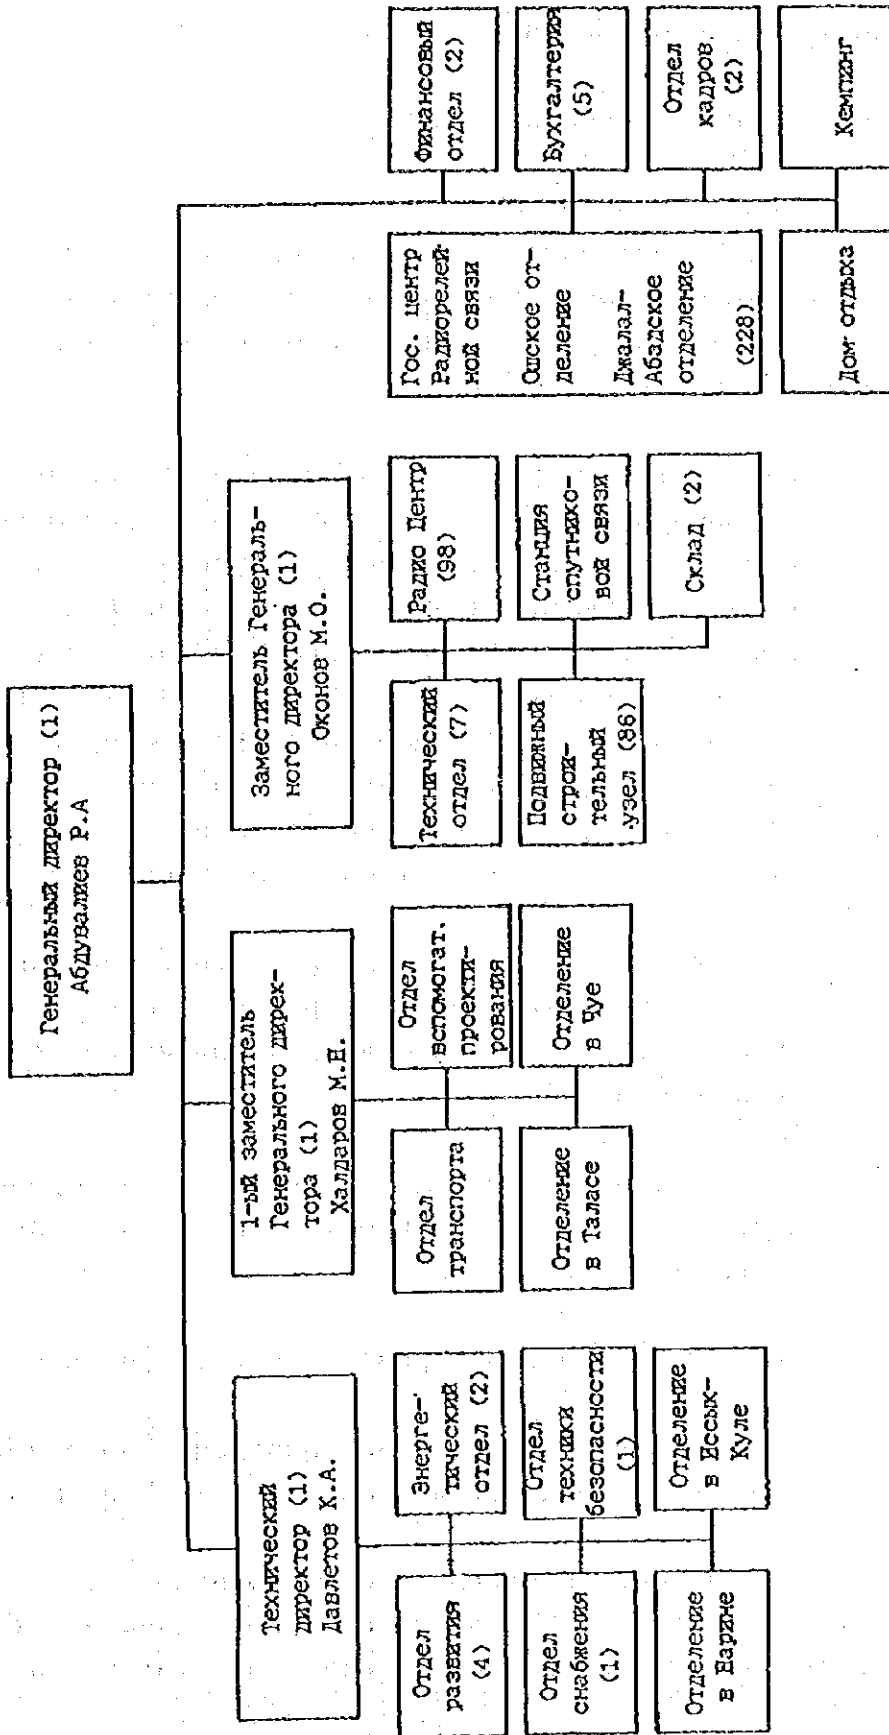 Генеральный директор (1)
Абдувалиев Р.А
Технический
директор (1)
Давлетов К.А.
1-ый заместитель
Генерального дирек-
тора (1)
Халдаров М.Н.
Заместитель Генераль-
ного директора (1)
Оконов М.О.
Отдел
развития
(4)
Энерге-
тический
отдел (2)
Отдел
снабжения
(1)
Отдел
техники
безопасности
(1)
Отделение
в Нарыне
Отделение
в Иссык-
Куле
Отдел
транспорта
Отдел
вспомогат.
проекти-
рования
Отделение
в Таласе
Отделение
в Чуе
Технический
отдел (7)
Радио Центр
(98)
Подвижный
строи-
тельный
узел (86)
Станция
спутнико-
вой связи
Склад (2)
Гос. центр
Радиорелей-
ной связи
Ошское от-
деление
Джалал-
Абадское
отделение
(228)
Финансовый
отдел (2)
Бухгалтерия
(5)
Отдел
кадров
(2)
Дом отдыха
Кемпинг